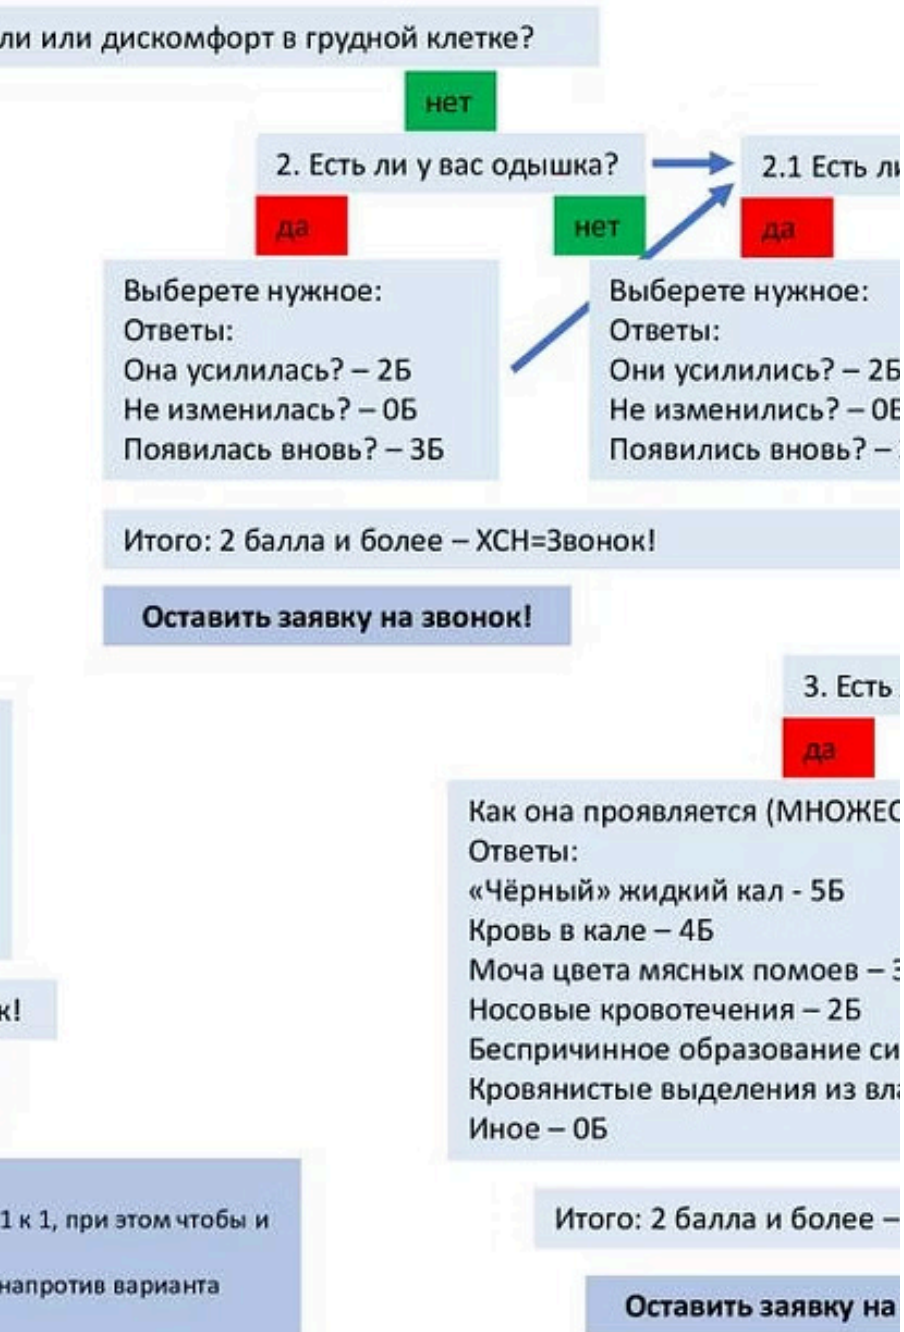 ли или дискомфорт в грудной клетке?
нет
2. Есть ли у вас одышка?
да
нет
Выберете нужное:
Ответы:
Она усилилась? – 2Б
Не изменилась? – 0Б
Появилась вновь? – 3Б
2.1 Есть ли
да
Выберете нужное:
Ответы:
Они усилились? – 2Б
Не изменились? – 0Б
Появились вновь? –
Итого: 2 балла и более – ХСН=Звонок!
Оставить заявку на звонок!
3. Есть
да
Как она проявляется (МНОЖЕС
Ответы:
«Чёрный» жидкий кал - 5Б
Кровь в кале – 4Б
Моча цвета мясных помоев – 3
Носовые кровотечения – 2Б
Беспричинное образование си
Кровянистые выделения из вла
Иное – 0Б
к!
1 к 1, при этом чтобы и
напротив варианта
Итого: 2 балла и более –
Оставить заявку на